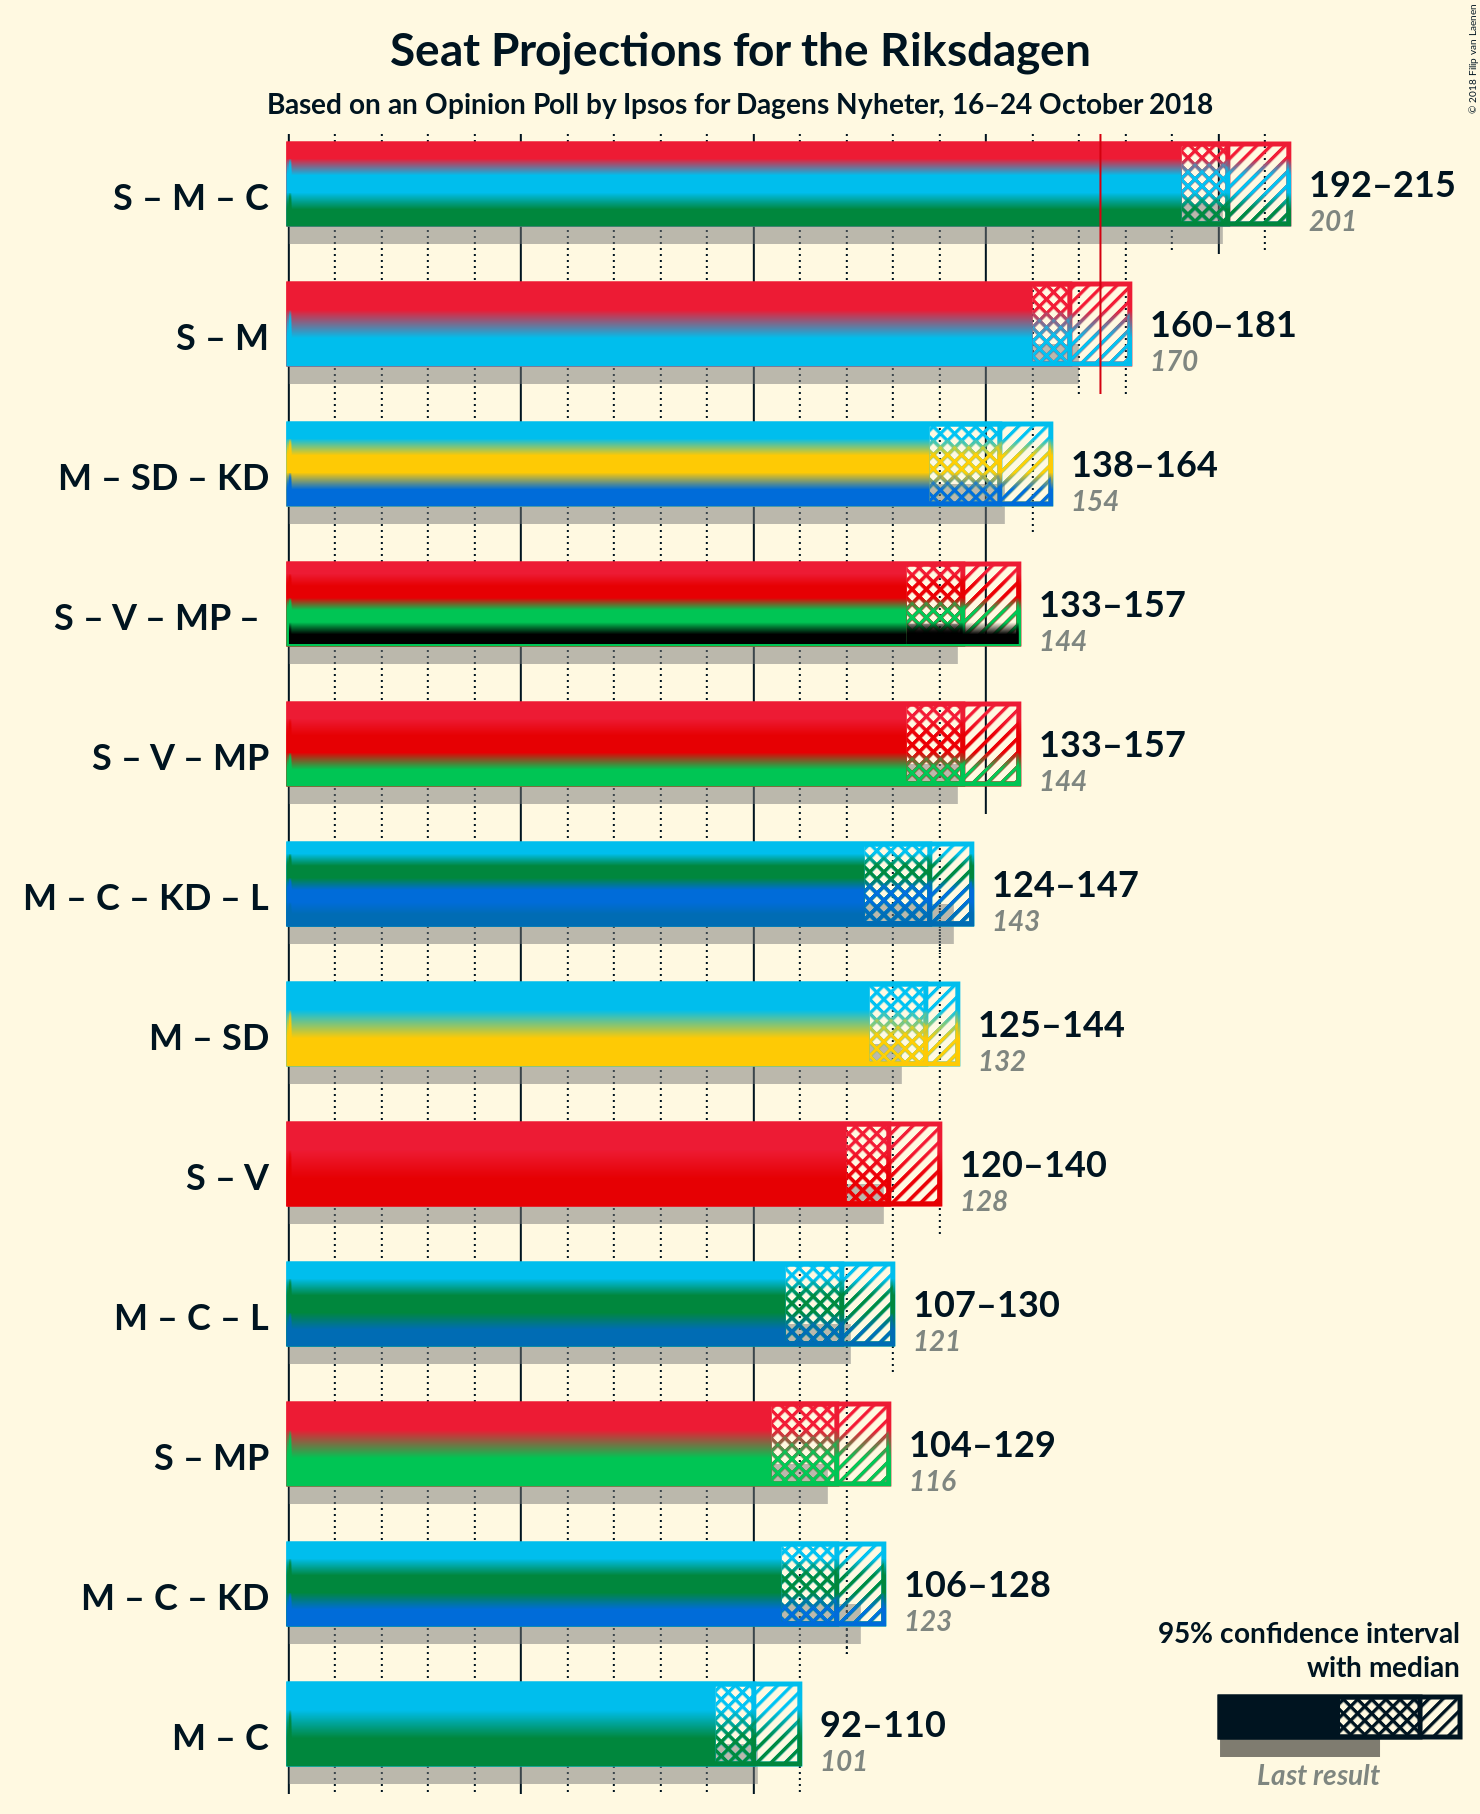 Seat Projections for the Riksdagen
Based on an Opinion Poll by Ipsos for Dagens Nyheter, 16–24 October 2018
© 2018 Filip van Laenen
S – M – C
192–215
201
S – M
160–181
170
M – SD – KD
138–164
154
S – V – MP –
133–157
144
S – V – MP
133–157
144
M – C – KD – L
124–147
143
M – SD
125–144
132
S – V
120–140
128
M – C – L
107–130
121
S – MP
104–129
116
M – C – KD
106–128
123
M – C
92–110
101
95% confidence interval
with median
Last result